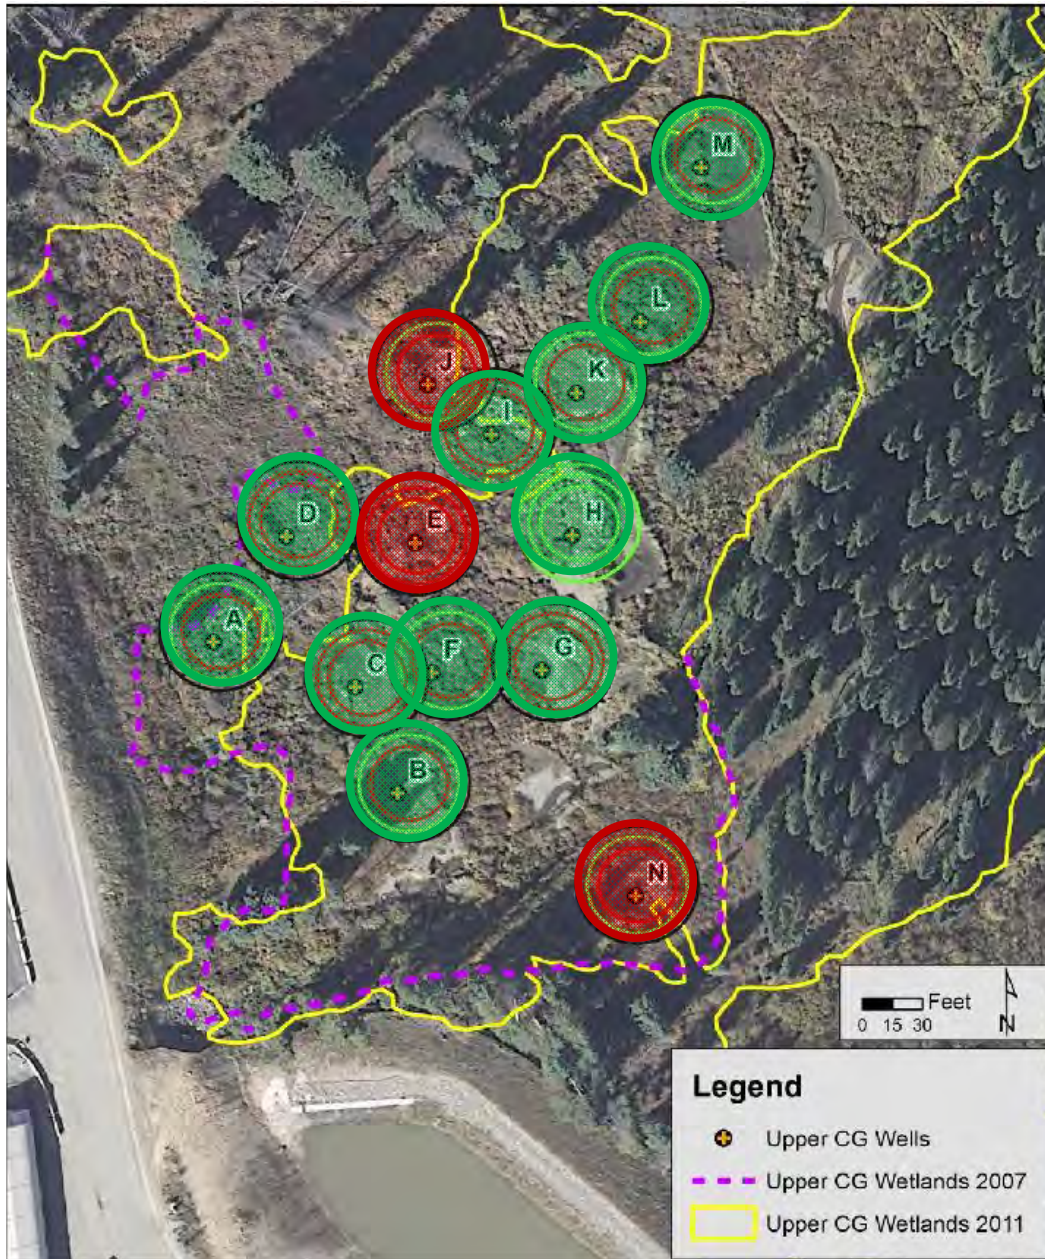 M
L
J
K
I
D
E
H
A
C
F
G
B
N
Feet
0 15 30
N
Legend
Upper CG Wells
Upper CG Wetlands 2007
Upper CG Wetlands 2011